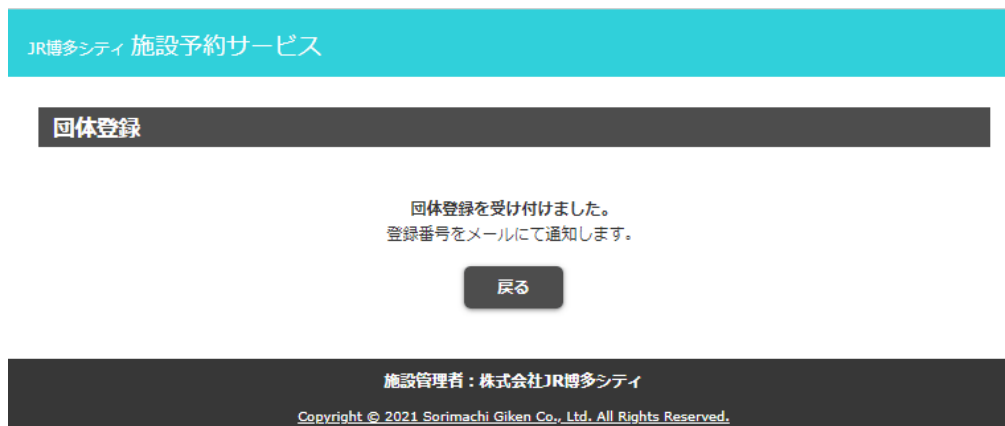 JR博多シティ 施設予約サービス
団体登録
団体登録を受け付けました。
登録番号をメールにて通知します。
戻る
施設管理者：株式会社JR博多シティ
Copyright © 2021 Sorimachi Giken Co., Ltd. All Rights Reserved.